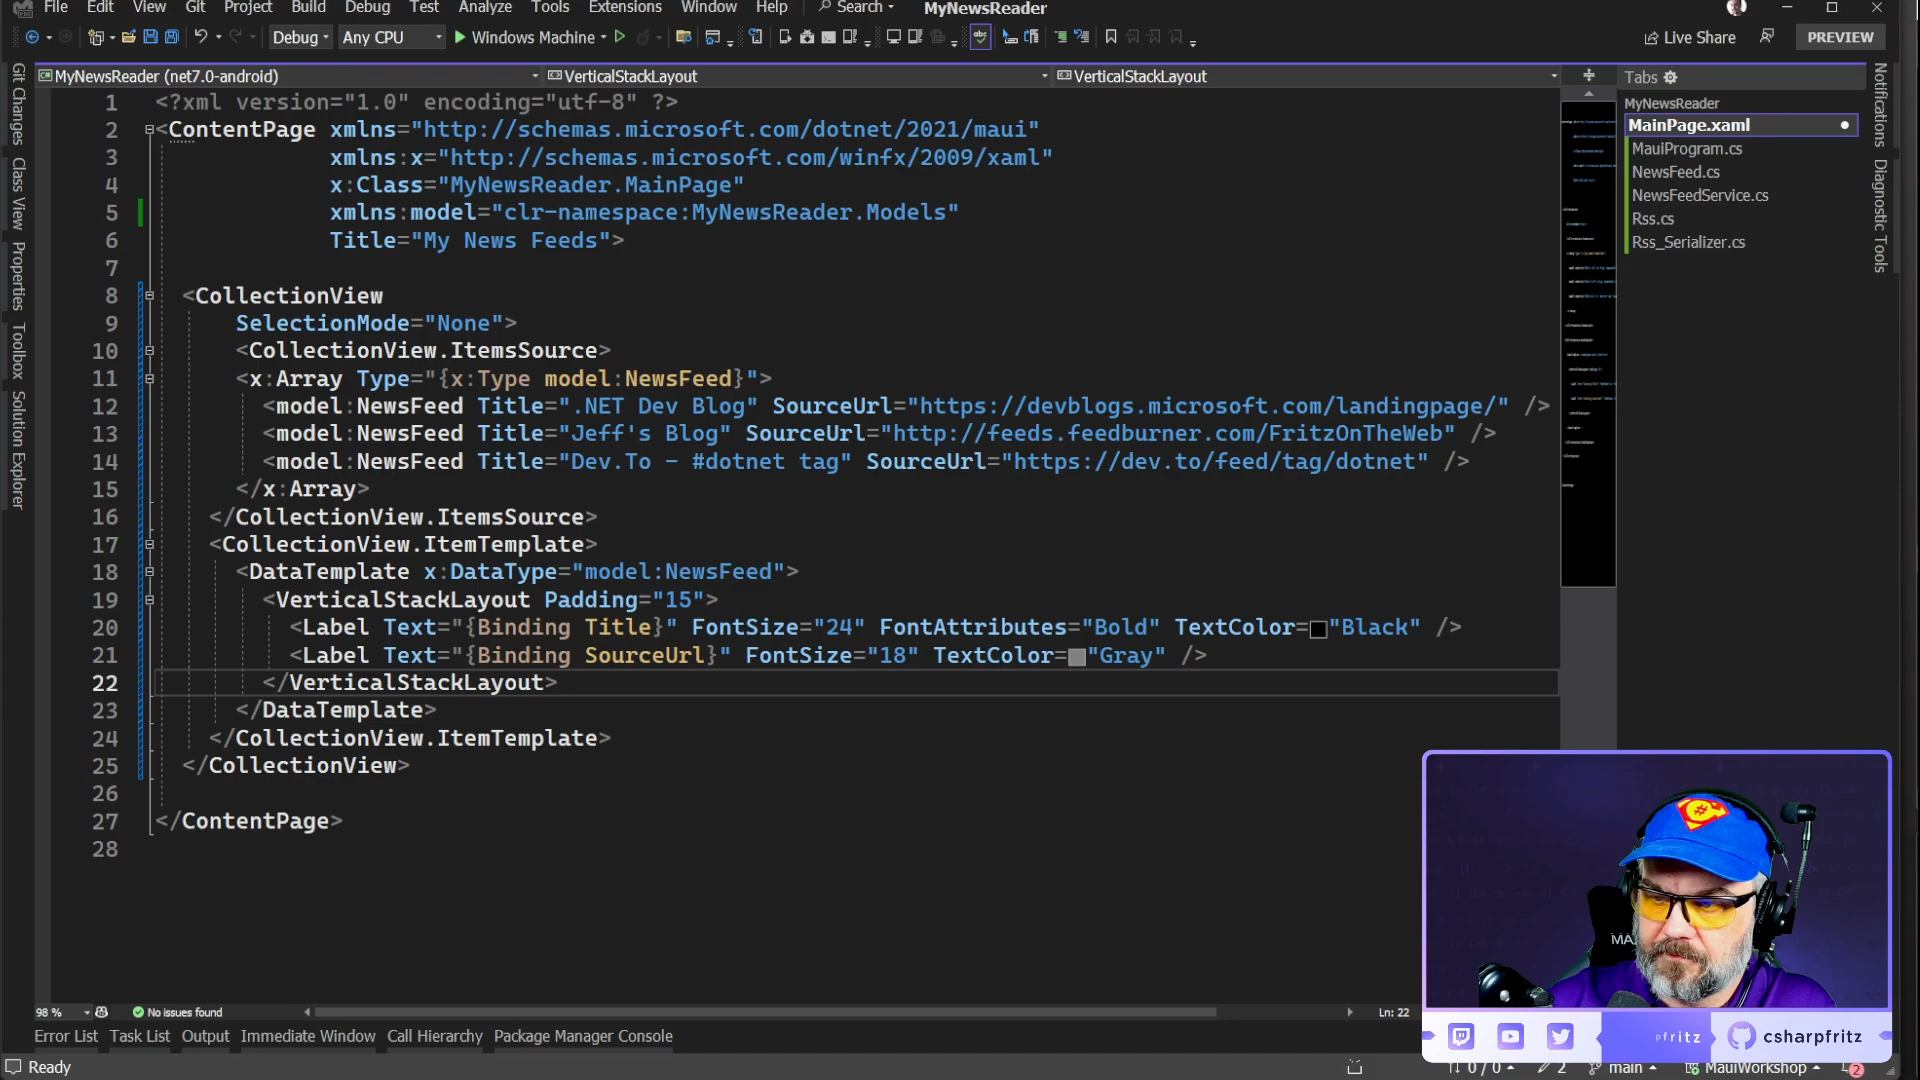 File Edit View Git Project Build Debug Test Analyze Tools Extensions Window Help Search MyNewsReader
Debug Any CPU Windows Machine Live Share PREVIEW
MyNewsReader (net7.0-android) VerticalStackLayout VerticalStackLayout
1 <?xml version="1.0" encoding="utf-8" ?>
2 <ContentPage xmlns="http://schemas.microsoft.com/dotnet/2021/maui"
3 xmlns:x="http://schemas.microsoft.com/winfx/2009/xaml"
4 x:Class="MyNewsReader.MainPage"
5 xmlns:model="clr-namespace:MyNewsReader.Models"
6 Title="My News Feeds">
7
8 <CollectionView
9 SelectionMode="None">
10 <CollectionView.ItemsSource>
11 <x:Array Type="{x:Type model:NewsFeed}">
12 <model:NewsFeed Title=".NET Dev Blog" SourceUrl="https://devblogs.microsoft.com/landingpage/" />
13 <model:NewsFeed Title="Jeff's Blog" SourceUrl="http://feeds.feedburner.com/FritzOnTheWeb" />
14 <model:NewsFeed Title="Dev.To - #dotnet tag" SourceUrl="https://dev.to/feed/tag/dotnet" />
15 </x:Array>
16 </CollectionView.ItemsSource>
17 <CollectionView.ItemTemplate>
18 <DataTemplate x:DataType="model:NewsFeed">
19 <VerticalStackLayout Padding="15">
20 <Label Text="{Binding Title}" FontSize="24" FontAttributes="Bold" TextColor="Black" />
21 <Label Text="{Binding SourceUrl}" FontSize="18" TextColor="Gray" />
22 </VerticalStackLayout>
23 </DataTemplate>
24 </CollectionView.ItemTemplate>
25 </CollectionView>
26
27 </ContentPage>
28
Git Changes
Class View
Properties
Toolbox
Solution Explorer
Tabs
MyNewsReader
MainPage.xaml
MauiProgram.cs
NewsFeed.cs
NewsFeedService.cs
Rss.cs
Rss_Serializer.cs
Notifications
Diagnostic Tools
98 % No issues found Ln: 22
Error List Task List Output Immediate Window Call Hierarchy Package Manager Console
pfritz csharpfritz
Ready 0 / 0 2 main MauiWorkshop 2